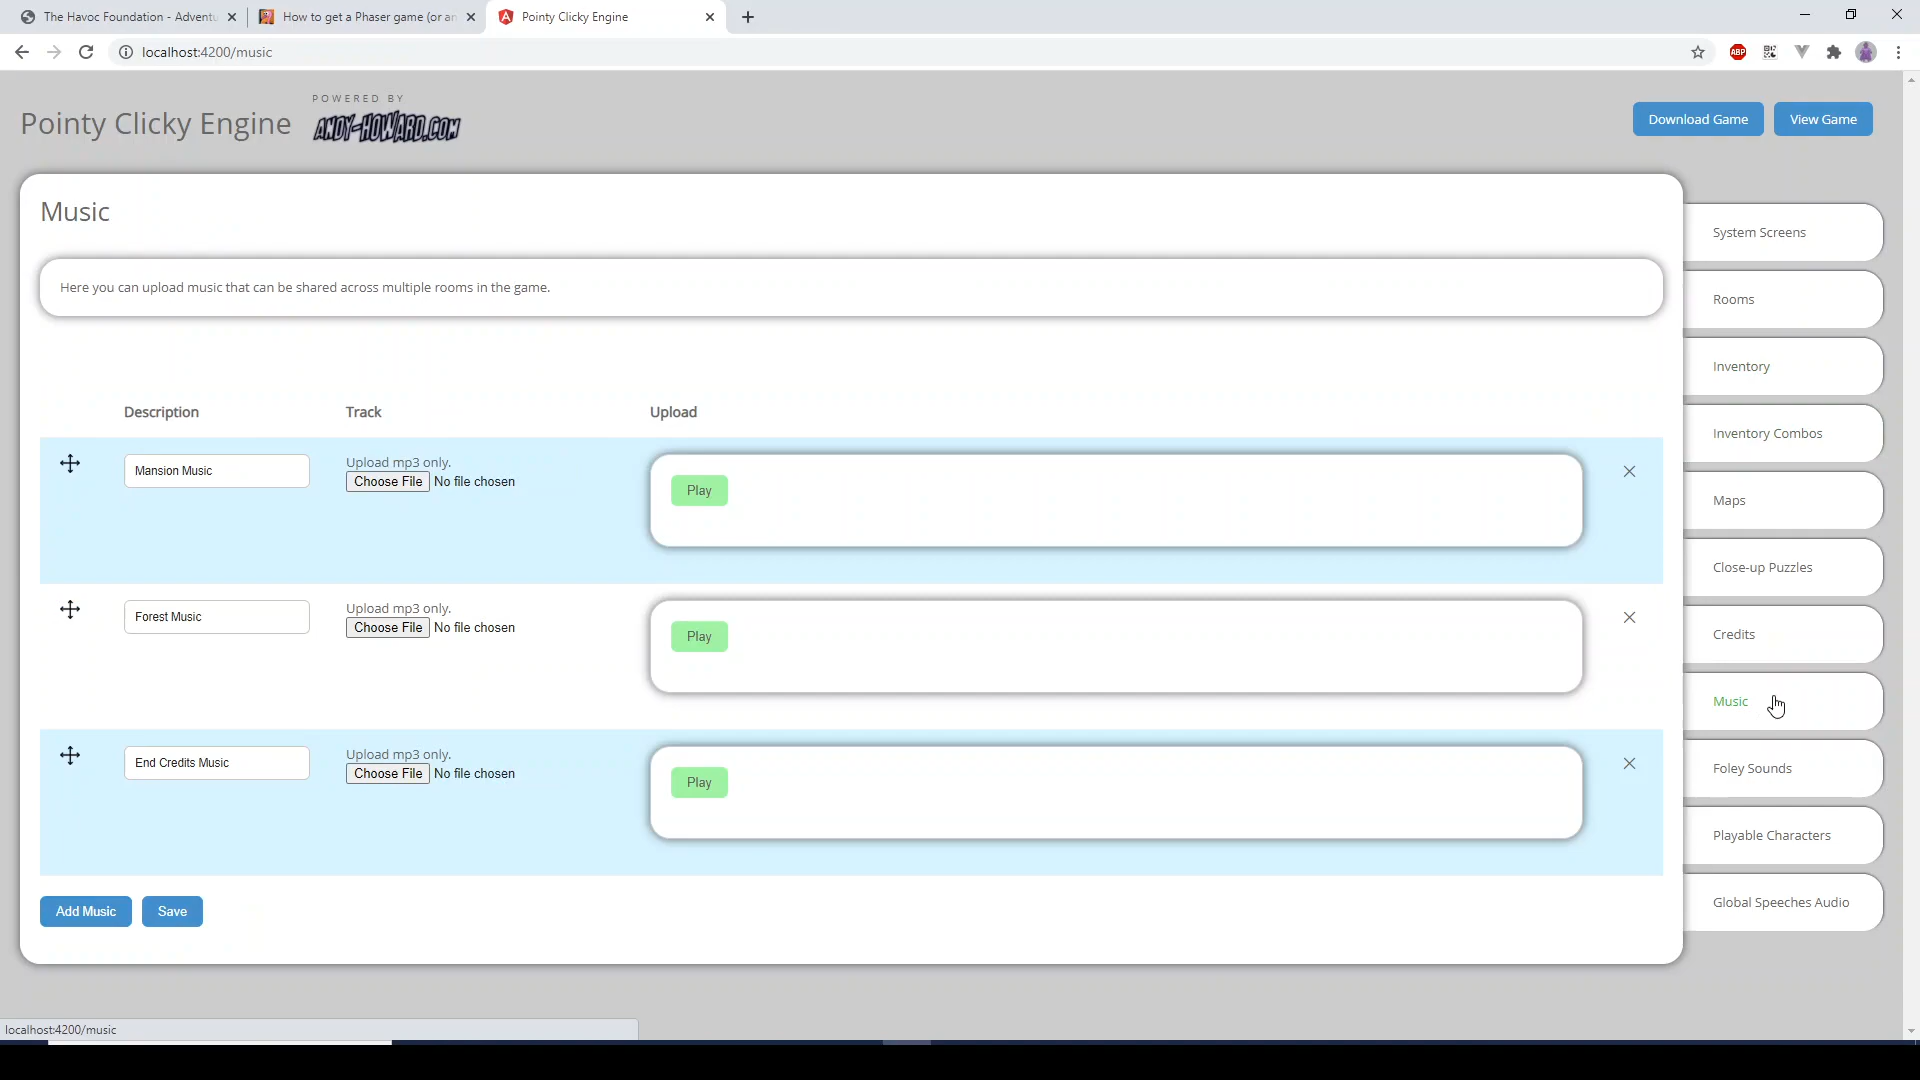 The Havoc Foundation - Adventu
How to get a Phaser game (or an
Pointy Clicky Engine
localhost:4200/music
ABP
Pointy Clicky Engine
POWERED BY
ANDY-HOWARD.COM
Download Game
View Game
Music
Here you can upload music that can be shared across multiple rooms in the game.
Description Track Upload
Mansion Music
Upload mp3 only.
Choose File No file chosen
Play
Forest Music
Upload mp3 only.
Choose File No file chosen
Play
End Credits Music
Upload mp3 only.
Choose File No file chosen
Play
Add Music
Save
System Screens
Rooms
Inventory
Inventory Combos
Maps
Close-up Puzzles
Credits
Music
Foley Sounds
Playable Characters
Global Speeches Audio
localhost:4200/music